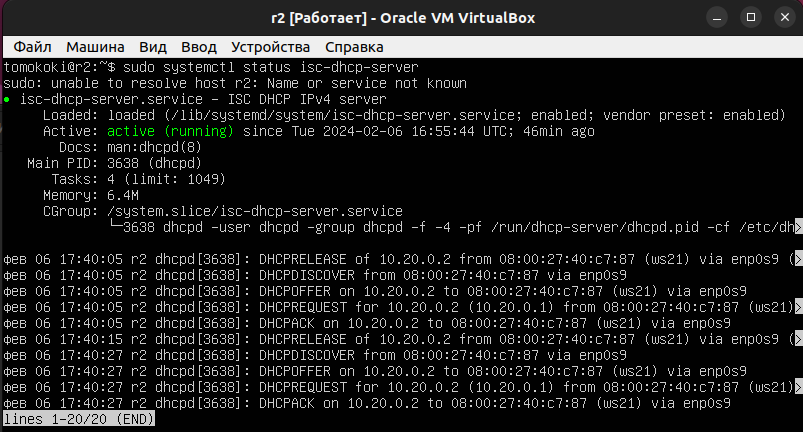 r2 [Работает] - Oracle VM VirtualBox
Файл Машина Вид Ввод Устройства Справка
tomokoki@r2:~$ sudo systemctl status isc-dhcp-server
sudo: unable to resolve host r2: Name or service not known
● isc-dhcp-server.service - ISC DHCP IPv4 server
Loaded: loaded (/lib/systemd/system/isc-dhcp-server.service; enabled; vendor preset: enabled)
Active: active (running) since Tue 2024-02-06 16:55:44 UTC; 46min ago
Docs: man:dhcpd(8)
Main PID: 3638 (dhcpd)
Tasks: 4 (limit: 1049)
Memory: 6.4M
CGroup: /system.slice/isc-dhcp-server.service
└─3638 dhcpd -user dhcpd -group dhcpd -f -4 -pf /run/dhcp-server/dhcpd.pid -cf /etc/dh>
фев 06 17:40:05 r2 dhcpd[3638]: DHCPRELEASE of 10.20.0.2 from 08:00:27:40:c7:87 (ws21) via enp0s9 (>
фев 06 17:40:05 r2 dhcpd[3638]: DHCPDISCOVER from 08:00:27:40:c7:87 via enp0s9
фев 06 17:40:05 r2 dhcpd[3638]: DHCPOFFER on 10.20.0.2 to 08:00:27:40:c7:87 (ws21) via enp0s9
фев 06 17:40:05 r2 dhcpd[3638]: DHCPREQUEST for 10.20.0.2 (10.20.0.1) from 08:00:27:40:c7:87 (ws21)>
фев 06 17:40:05 r2 dhcpd[3638]: DHCPACK on 10.20.0.2 to 08:00:27:40:c7:87 (ws21) via enp0s9
фев 06 17:40:15 r2 dhcpd[3638]: DHCPRELEASE of 10.20.0.2 from 08:00:27:40:c7:87 (ws21) via enp0s9 (>
фев 06 17:40:27 r2 dhcpd[3638]: DHCPDISCOVER from 08:00:27:40:c7:87 via enp0s9
фев 06 17:40:27 r2 dhcpd[3638]: DHCPOFFER on 10.20.0.2 to 08:00:27:40:c7:87 (ws21) via enp0s9
фев 06 17:40:27 r2 dhcpd[3638]: DHCPREQUEST for 10.20.0.2 (10.20.0.1) from 08:00:27:40:c7:87 (ws21)>
фев 06 17:40:27 r2 dhcpd[3638]: DHCPACK on 10.20.0.2 to 08:00:27:40:c7:87 (ws21) via enp0s9
lines 1-20/20 (END)